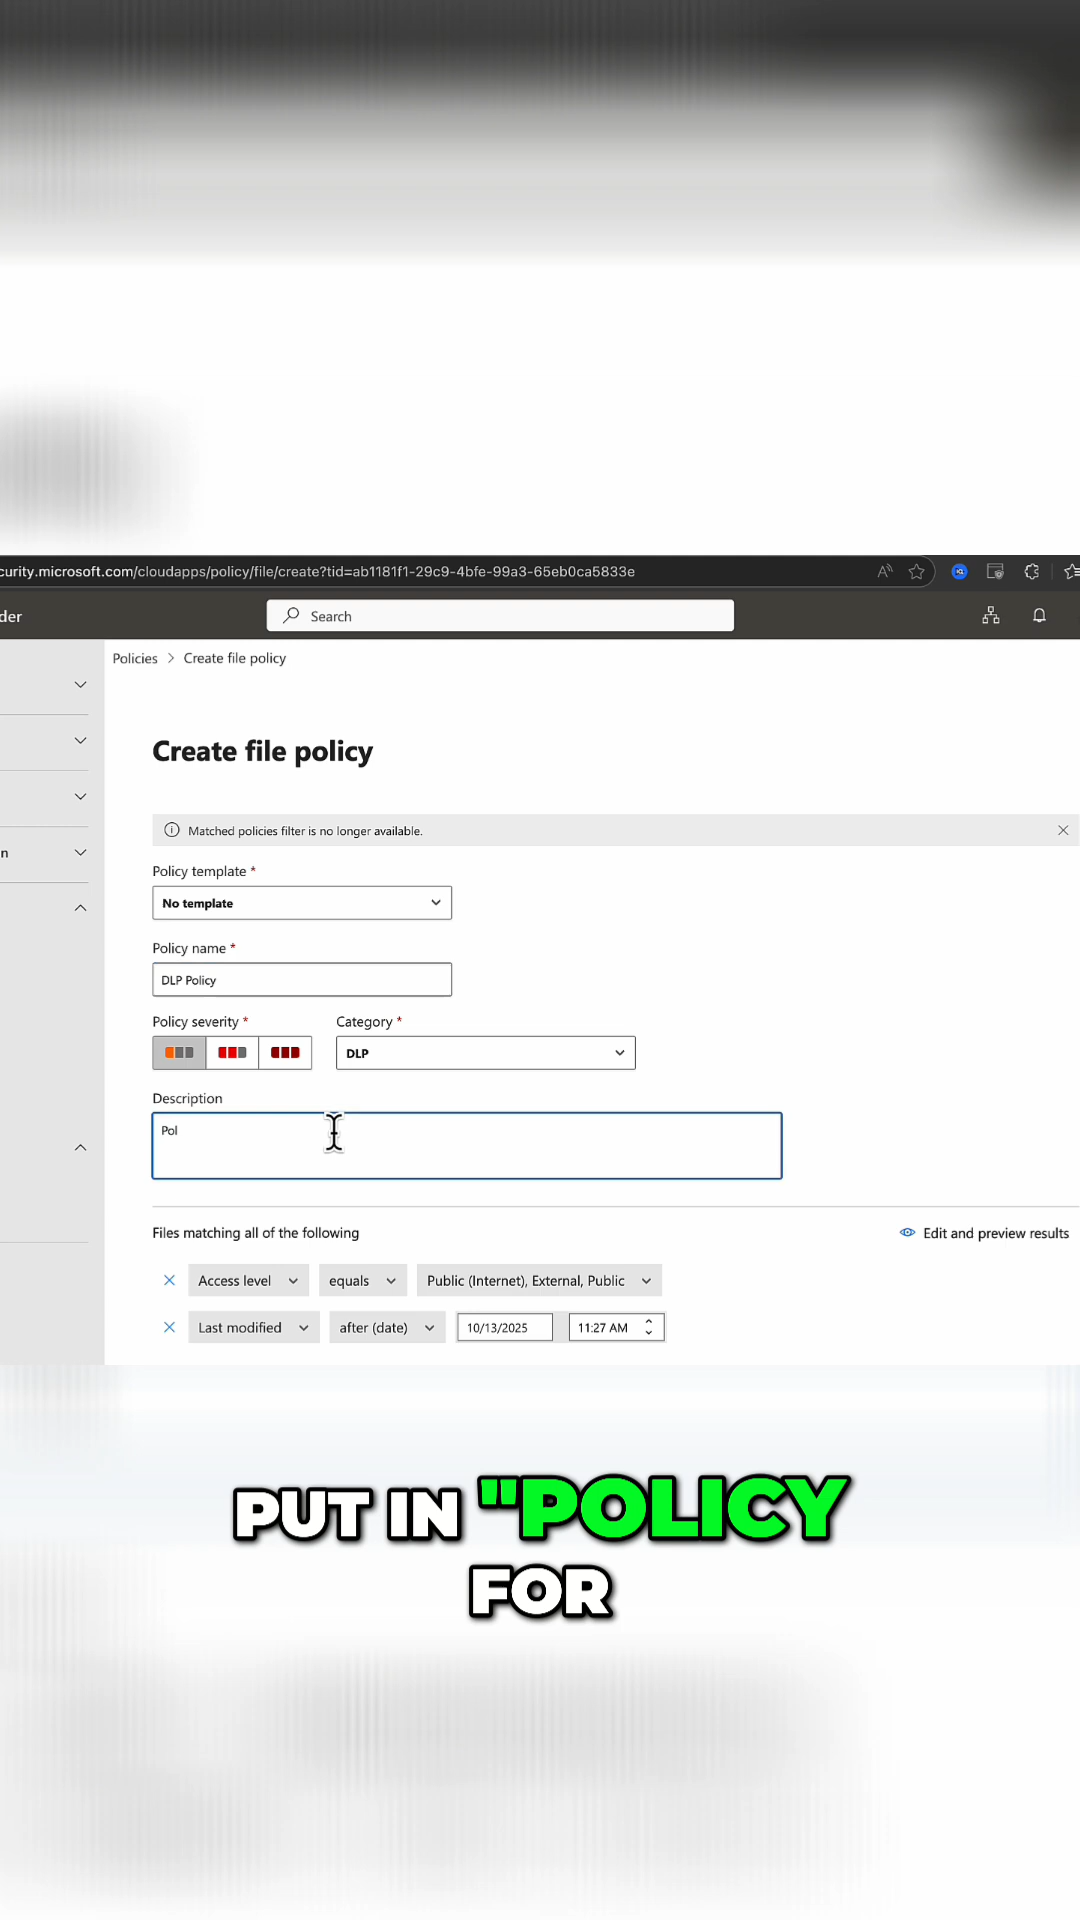 curity.microsoft.com/cloudapps/policy/file/create?tid=ab1181f1-29c9-4bfe-99a3-65eb0ca5833e
der
Search
Policies > Create file policy
Create file policy
Matched policies filter is no longer available.
Policy template *
No template
Policy name *
DLP Policy
Policy severity * Category *
DLP
Description
Pol
n
Files matching all of the following Edit and preview results
Access level equals Public (Internet), External, Public
Last modified after (date) 10/13/2025 11:27 AM
PUT IN "POLICY
FOR